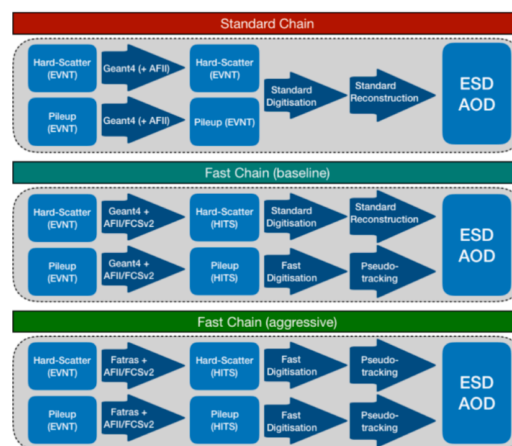 Standard Chain
Hard-Scatter
(EVNT)
Geant4 (+ AFII)
Hard-Scatter
(EVNT)
Pileup
(EVNT)
Geant4 (+ AFII)
Pileup (EVNT)
Standard
Digitisation
Standard
Reconstruction
ESD
AOD
Fast Chain (baseline)
Hard-Scatter
(EVNT)
Geant4 +
AFII/FCSv2
Hard-Scatter
(HITS)
Standard
Digitisation
Standard
Reconstruction
Pileup
(EVNT)
Geant4 +
AFII/FCSv2
Pileup
(HITS)
Fast
Digitisation
Pseudo-
tracking
ESD
AOD
Fast Chain (aggressive)
Hard-Scatter
(EVNT)
Fatras +
AFII/FCSv2
Hard-Scatter
(HITS)
Fast
Digitisation
Pseudo-
tracking
Pileup
(EVNT)
Fatras +
AFII/FCSv2
Pileup
(HITS)
Fast
Digitisation
Pseudo-
tracking
ESD
AOD